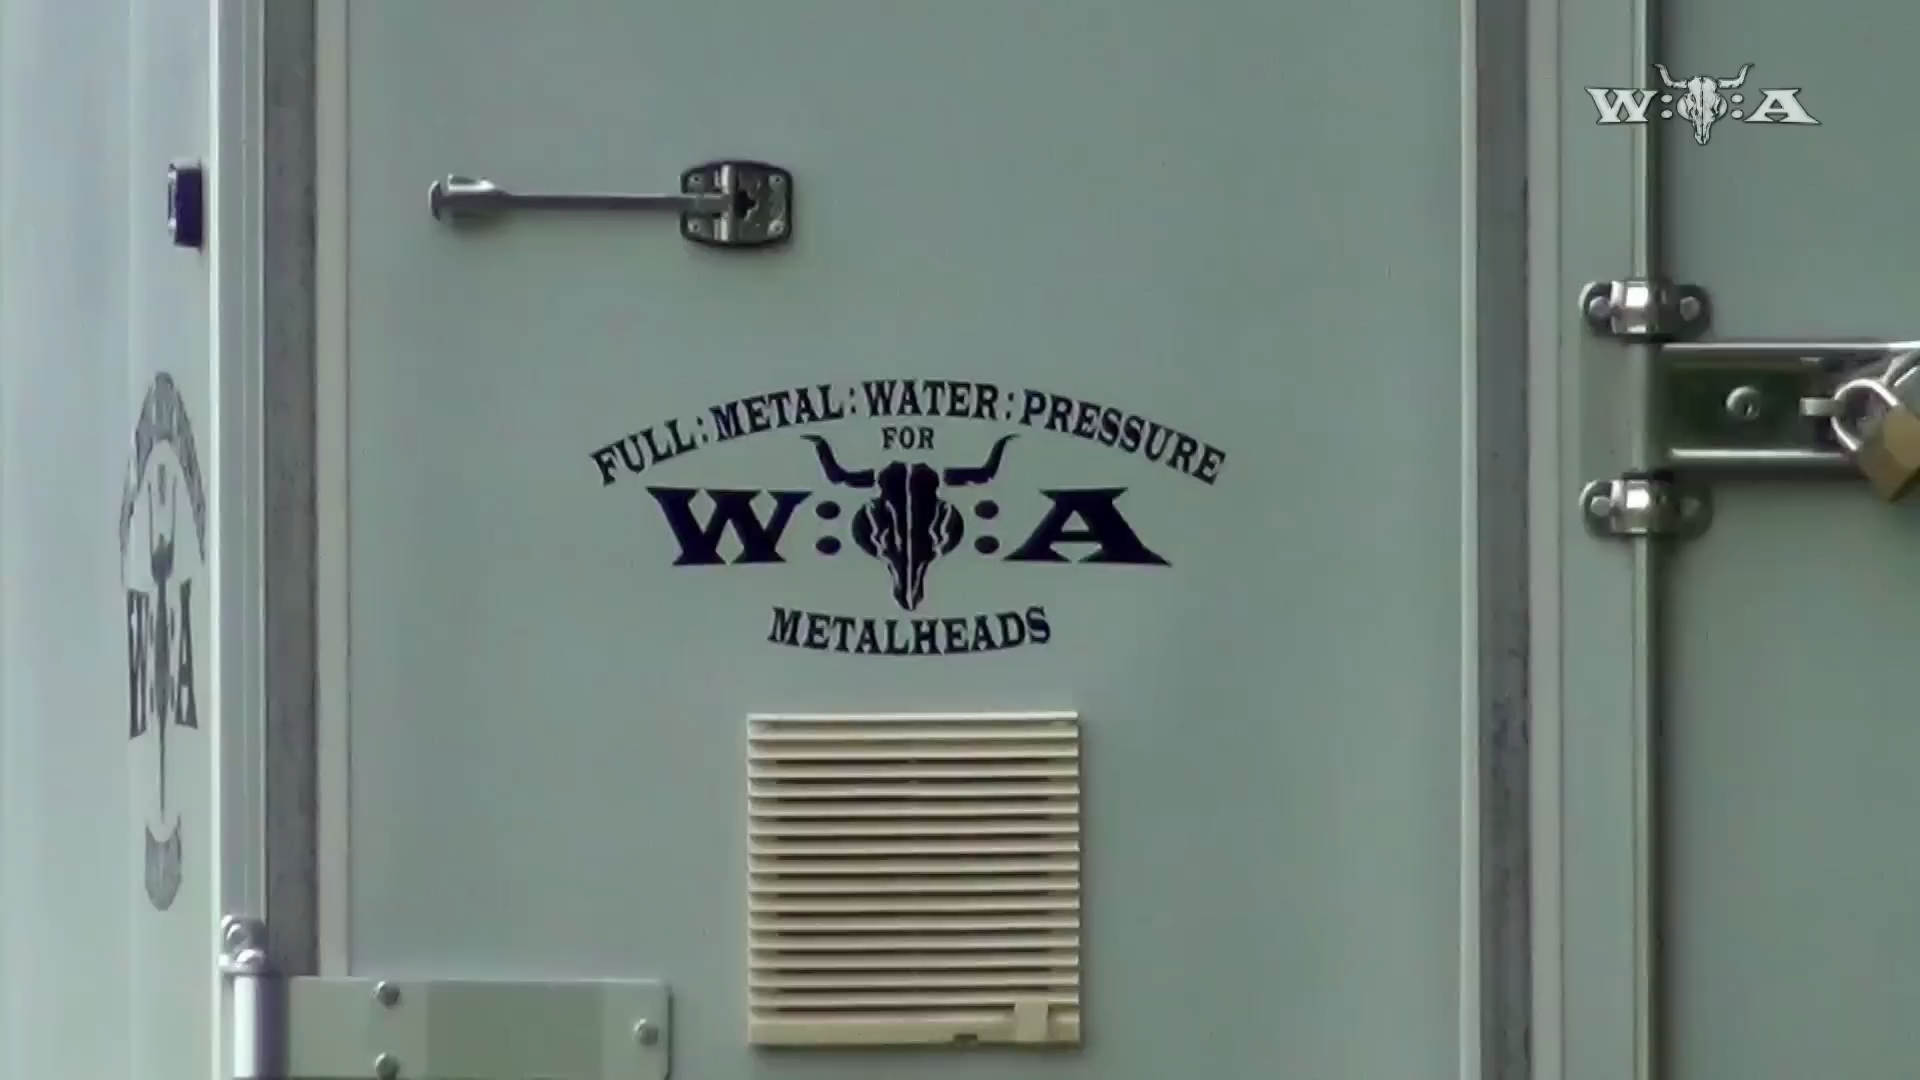 W:O:A
FULL:METAL:WATER:PRESSURE
FOR
W:O:A
METALHEADS
W:O:A